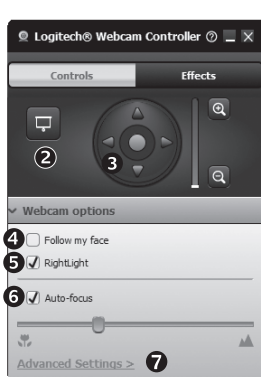 Logitech® Webcam Controller
Controls Effects
2
3
Webcam options
4 Follow my face
5 RightLight
6 Auto-focus
Advanced Settings > 7